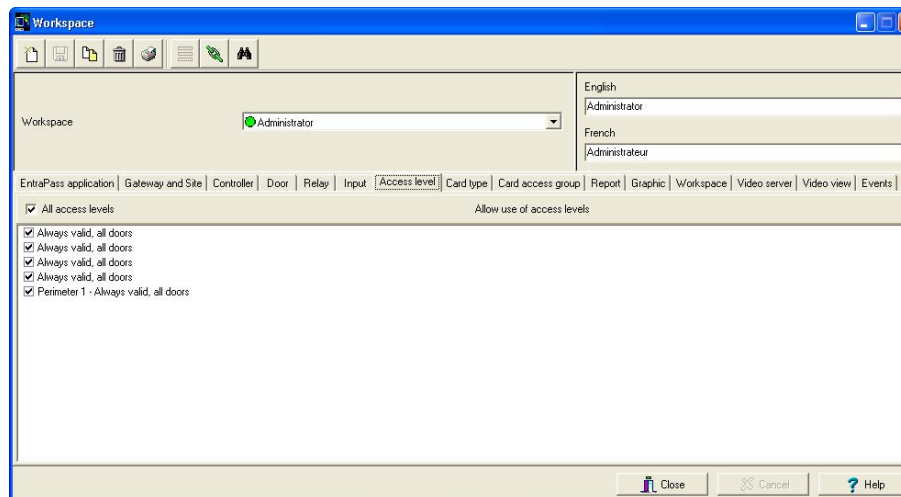 Workspace
English
Administrator
Workspace
Administrator
French
Administrateur
EntraPass application Gateway and Site Controller Door Relay Input Access level Card type Card access group Report Graphic Workspace Video server Video view Events
All access levels Allow use of access levels
Always valid, all doors
Always valid, all doors
Always valid, all doors
Always valid, all doors
Perimeter 1 - Always valid, all doors
Close Cancel Help